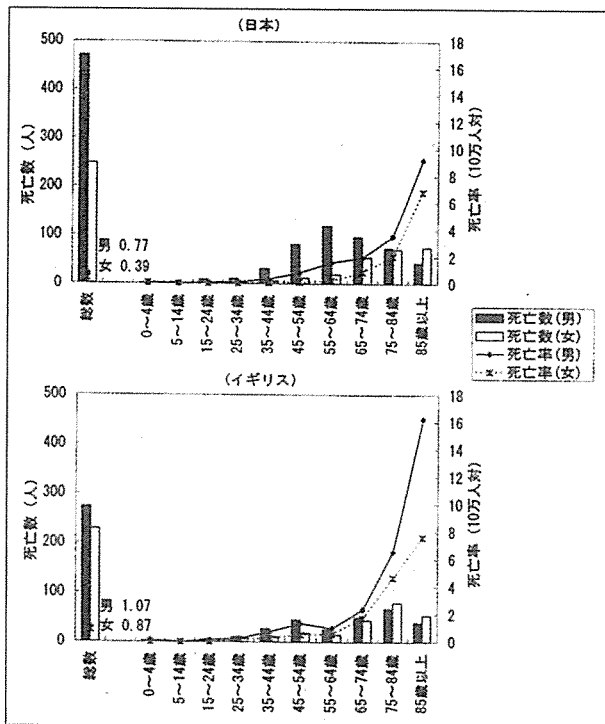 (日本)
500
400
300
200
100
0
死亡数 (人)
18
16
14
12
10
8
6
4
2
0
死亡率 (10万人対)
男 0.77
女 0.39
総数
0～4歳
5～14歳
15～24歳
25～34歳
35～44歳
45～54歳
55～64歳
65～74歳
75～84歳
85歳以上
死亡数(男)
死亡数(女)
死亡率(男)
死亡率(女)
(イギリス)
500
400
300
200
100
0
死亡数 (人)
18
16
14
12
10
8
6
4
2
0
死亡率 (10万人対)
男 1.07
女 0.87
総数
0～4歳
5～14歳
15～24歳
25～34歳
35～44歳
45～54歳
55～64歳
65～74歳
75～84歳
85歳以上